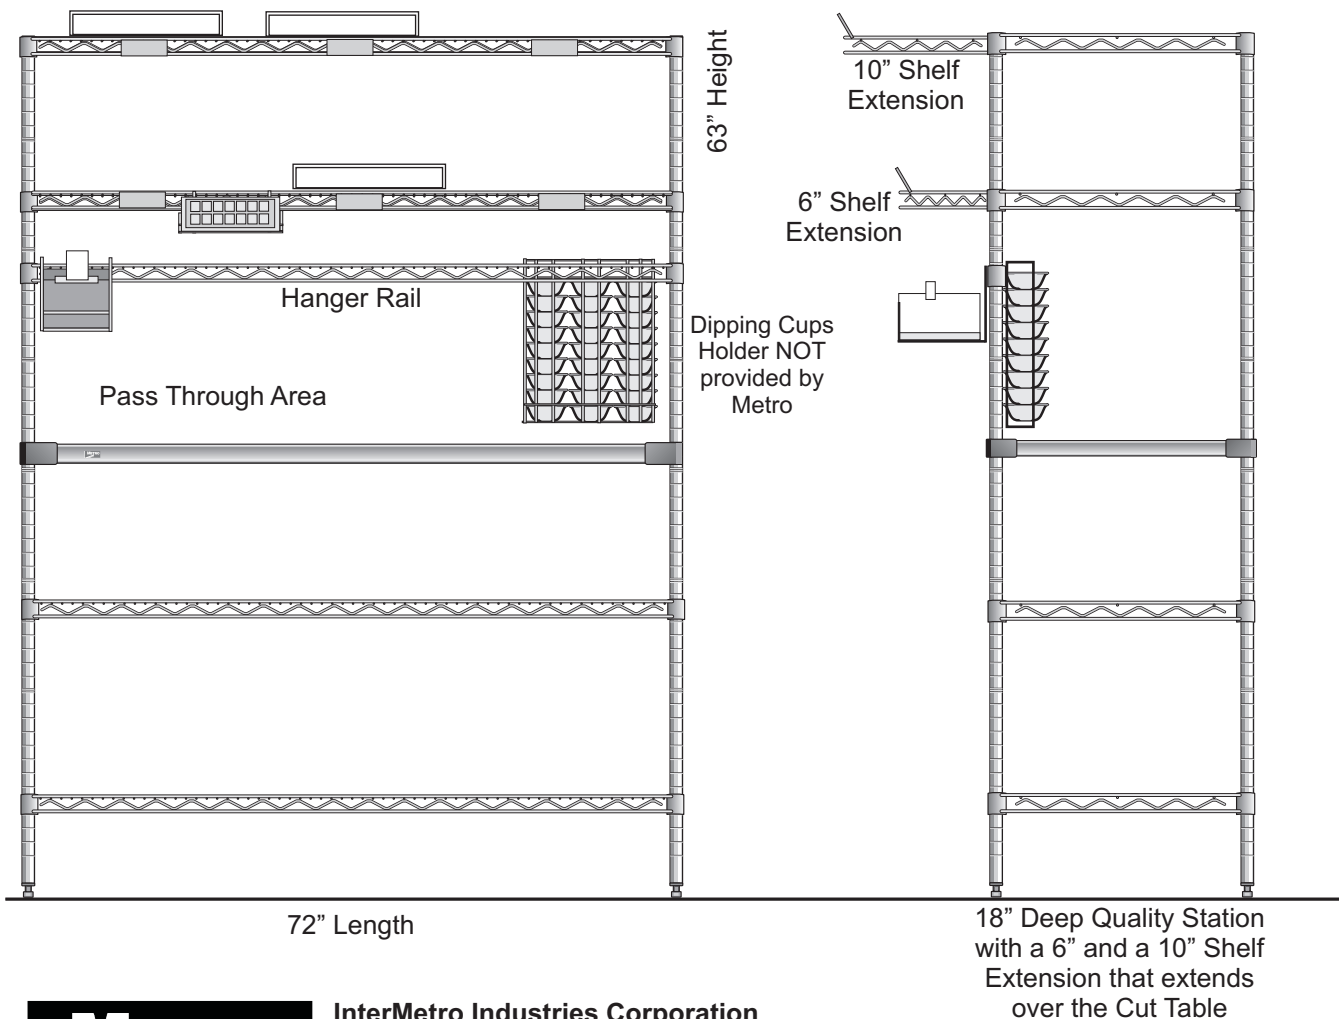 63” Height
10” Shelf
Extension
6” Shelf
Extension
Hanger Rail
Dipping Cups
Holder NOT
provided by
Metro
Pass Through Area
72” Length
18” Deep Quality Station
with a 6” and a 10” Shelf
Extension that extends
over the Cut Table
InterMetro Industries Corporation